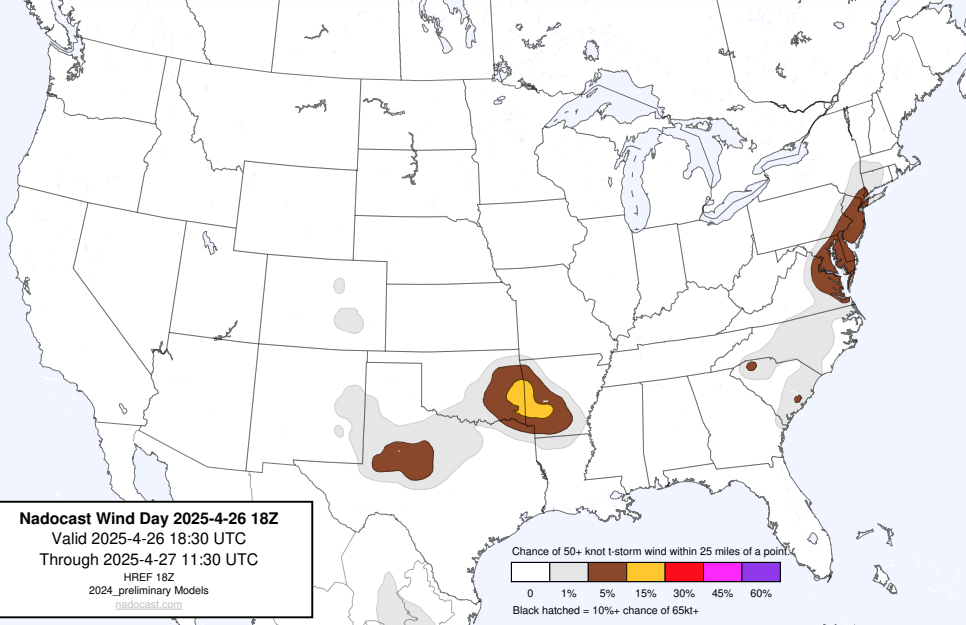 Nadocast Wind Day 2025-4-26 18Z
Valid 2025-4-26 18:30 UTC
Through 2025-4-27 11:30 UTC
HREF 18Z
2024_preliminary Models
nadocast.com
Chance of 50+ knot t-storm wind within 25 miles of a point.
0 1% 5% 15% 30% 45% 60%
Black hatched = 10%+ chance of 65kt+